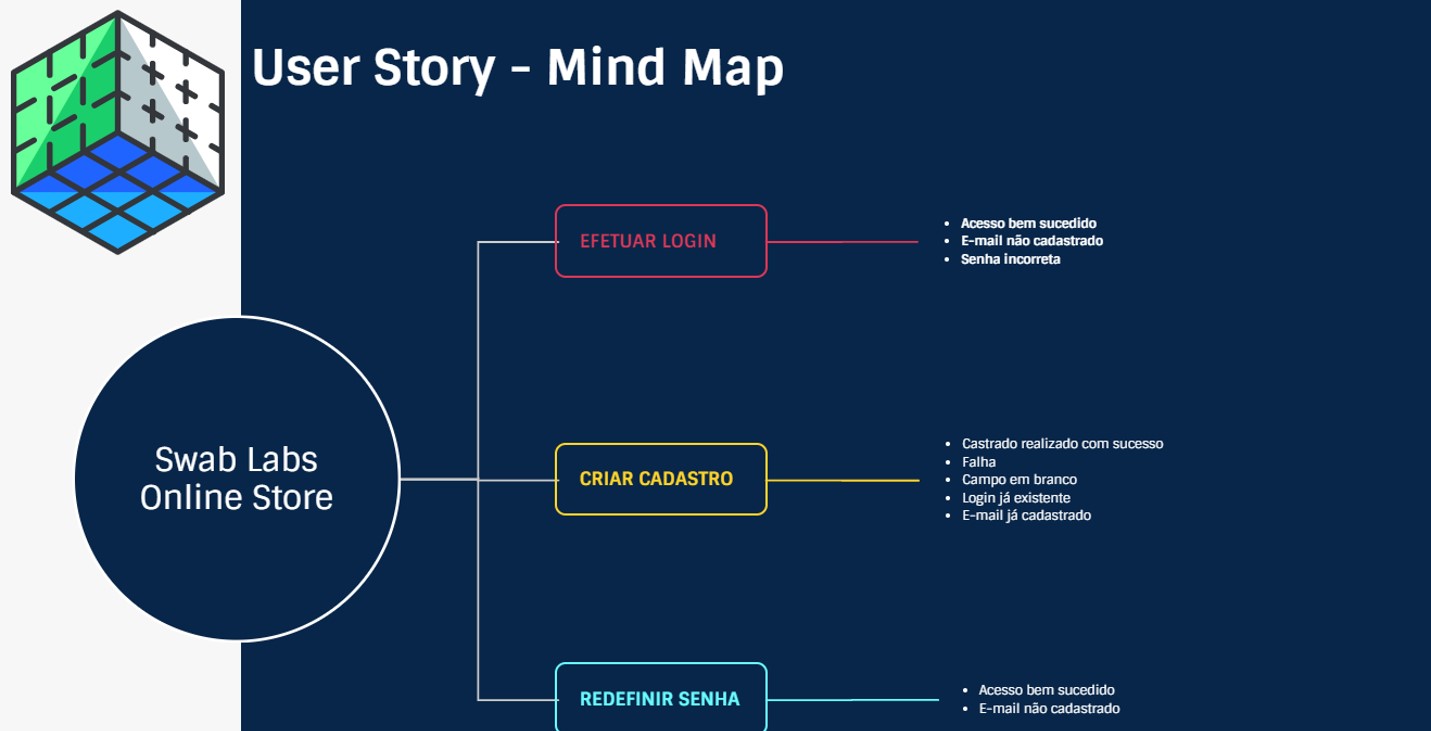 User Story - Mind Map
EFETUAR LOGIN
Acesso bem sucedido
E-mail não cadastrado
Senha incorreta
Swab Labs
Online Store
CRIAR CADASTRO
Castrado realizado com sucesso
Falha
Campo em branco
Login já existente
E-mail já cadastrado
REDEFINIR SENHA
Acesso bem sucedido
E-mail não cadastrado